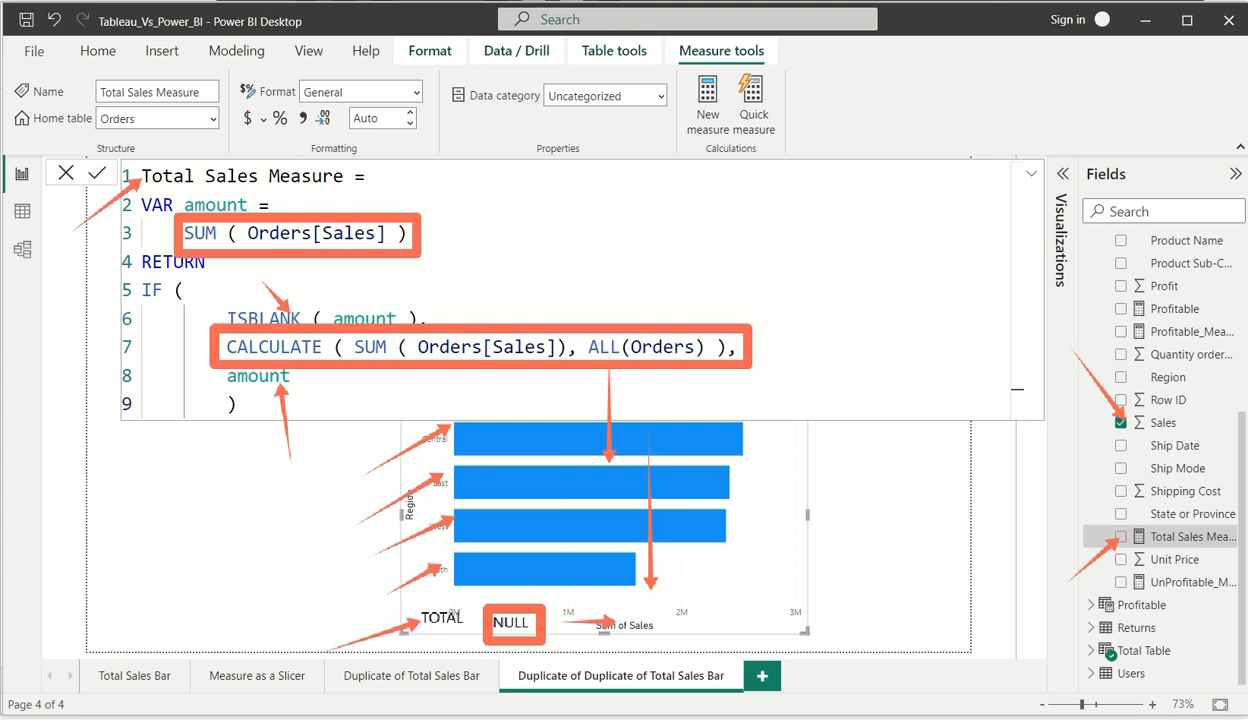 Tableau_Vs_Power_BI - Power BI Desktop
Search
Sign in
File Home Insert Modeling View Help Format Data / Drill Table tools Measure tools
Name Total Sales Measure
Home table Orders
Structure
$% Format General
$ % Auto
Formatting
Data category Uncategorized
Properties
New measure
Quick measure
Calculations
1 Total Sales Measure =
2 VAR amount =
3 SUM ( Orders[Sales] )
4 RETURN
5 IF (
6 ISBLANK ( amount ),
7 CALCULATE ( SUM ( Orders[Sales]), ALL(Orders) ),
8 amount
9 )
Region
Central
East
West
TOTAL NULL
1M 2M 3M
Sum of Sales
Visualizations
Fields
Search
Product Name
Product Sub-C...
Profit
Profitable
Profitable_Mea...
Quantity order...
Region
Row ID
Sales
Ship Date
Ship Mode
Shipping Cost
State or Province
Total Sales Mea...
Unit Price
UnProfitable_M...
Profitable
Returns
Total Table
Users
Total Sales Bar Measure as a Slicer Duplicate of Total Sales Bar Duplicate of Duplicate of Total Sales Bar +
Page 4 of 4
- + 73%